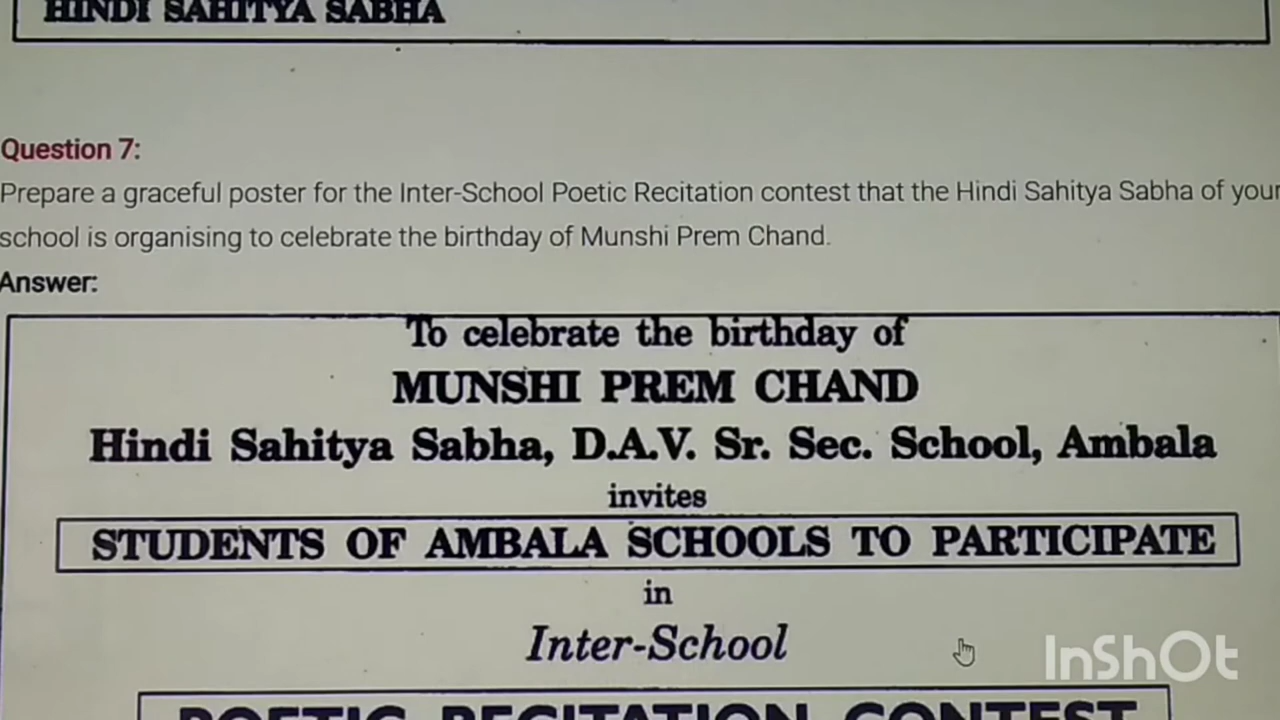 HINDI SAHITYA SABHA
Question 7:
Prepare a graceful poster for the Inter-School Poetic Recitation contest that the Hindi Sahitya Sabha of your
school is organising to celebrate the birthday of Munshi Prem Chand.
Answer:
To celebrate the birthday of
MUNSHI PREM CHAND
Hindi Sahitya Sabha, D.A.V. Sr. Sec. School, Ambala
invites
STUDENTS OF AMBALA SCHOOLS TO PARTICIPATE
in
Inter-School
InShOt
POETIC RECITATION CONTEST